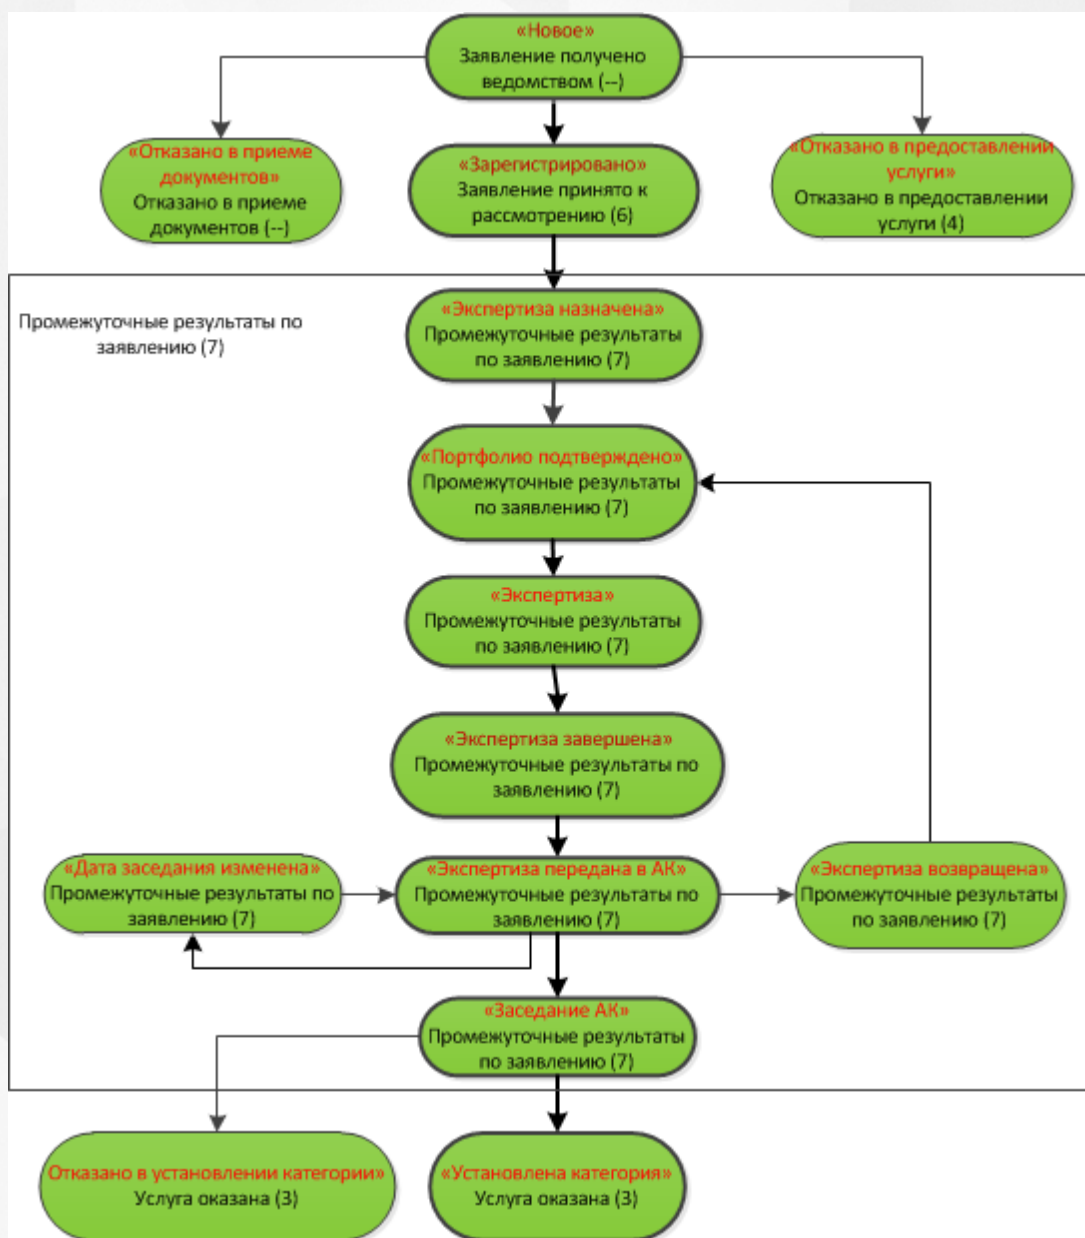 «Новое»
Заявление получено
ведомством (--)
«Отказано в приеме
документов»
Отказано в приеме
документов (--)
«Зарегистрировано»
Заявление принято к
рассмотрению (6)
«Отказано в предоставлении
услуги»
Отказано в предоставлении
услуги (4)
Промежуточные результаты по
заявлению (7)
«Экспертиза назначена»
Промежуточные результаты
по заявлению (7)
«Портфолио подтверждено»
Промежуточные результаты
по заявлению (7)
«Экспертиза»
Промежуточные результаты
по заявлению (7)
«Экспертиза завершена»
Промежуточные результаты по
заявлению (7)
«Дата заседания изменена»
Промежуточные результаты по
заявлению (7)
«Экспертиза передана в АК»
Промежуточные результаты по
заявлению (7)
«Экспертиза возвращена»
Промежуточные результаты
по заявлению (7)
«Заседание АК»
Промежуточные результаты
по заявлению (7)
Отказано в установлении категории»
Услуга оказана (3)
«Установлена категория»
Услуга оказана (3)